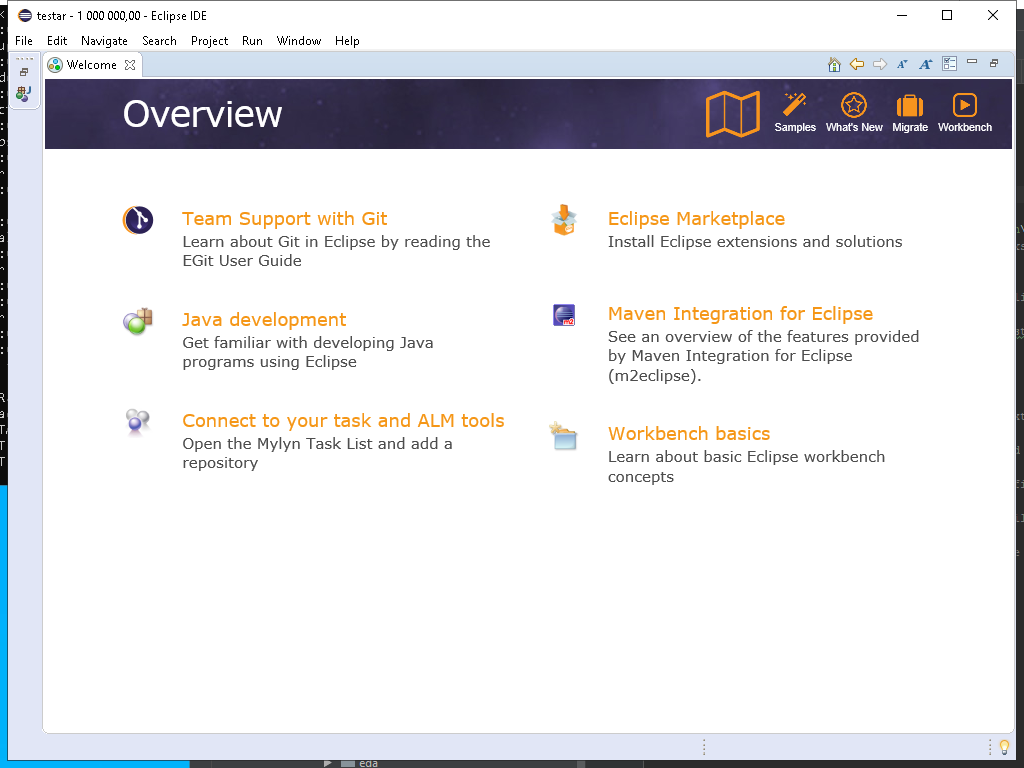 testar - 1 000 000,00 - Eclipse IDE
File Edit Navigate Search Project Run Window Help
Welcome
Overview
Samples What's New Migrate Workbench
Team Support with Git
Learn about Git in Eclipse by reading the
EGit User Guide
Java development
Get familiar with developing Java
programs using Eclipse
Connect to your task and ALM tools
Open the Mylyn Task List and add a
repository
Eclipse Marketplace
Install Eclipse extensions and solutions
Maven Integration for Eclipse
See an overview of the features provided
by Maven Integration for Eclipse
(m2eclipse).
Workbench basics
Learn about basic Eclipse workbench
concepts
eda